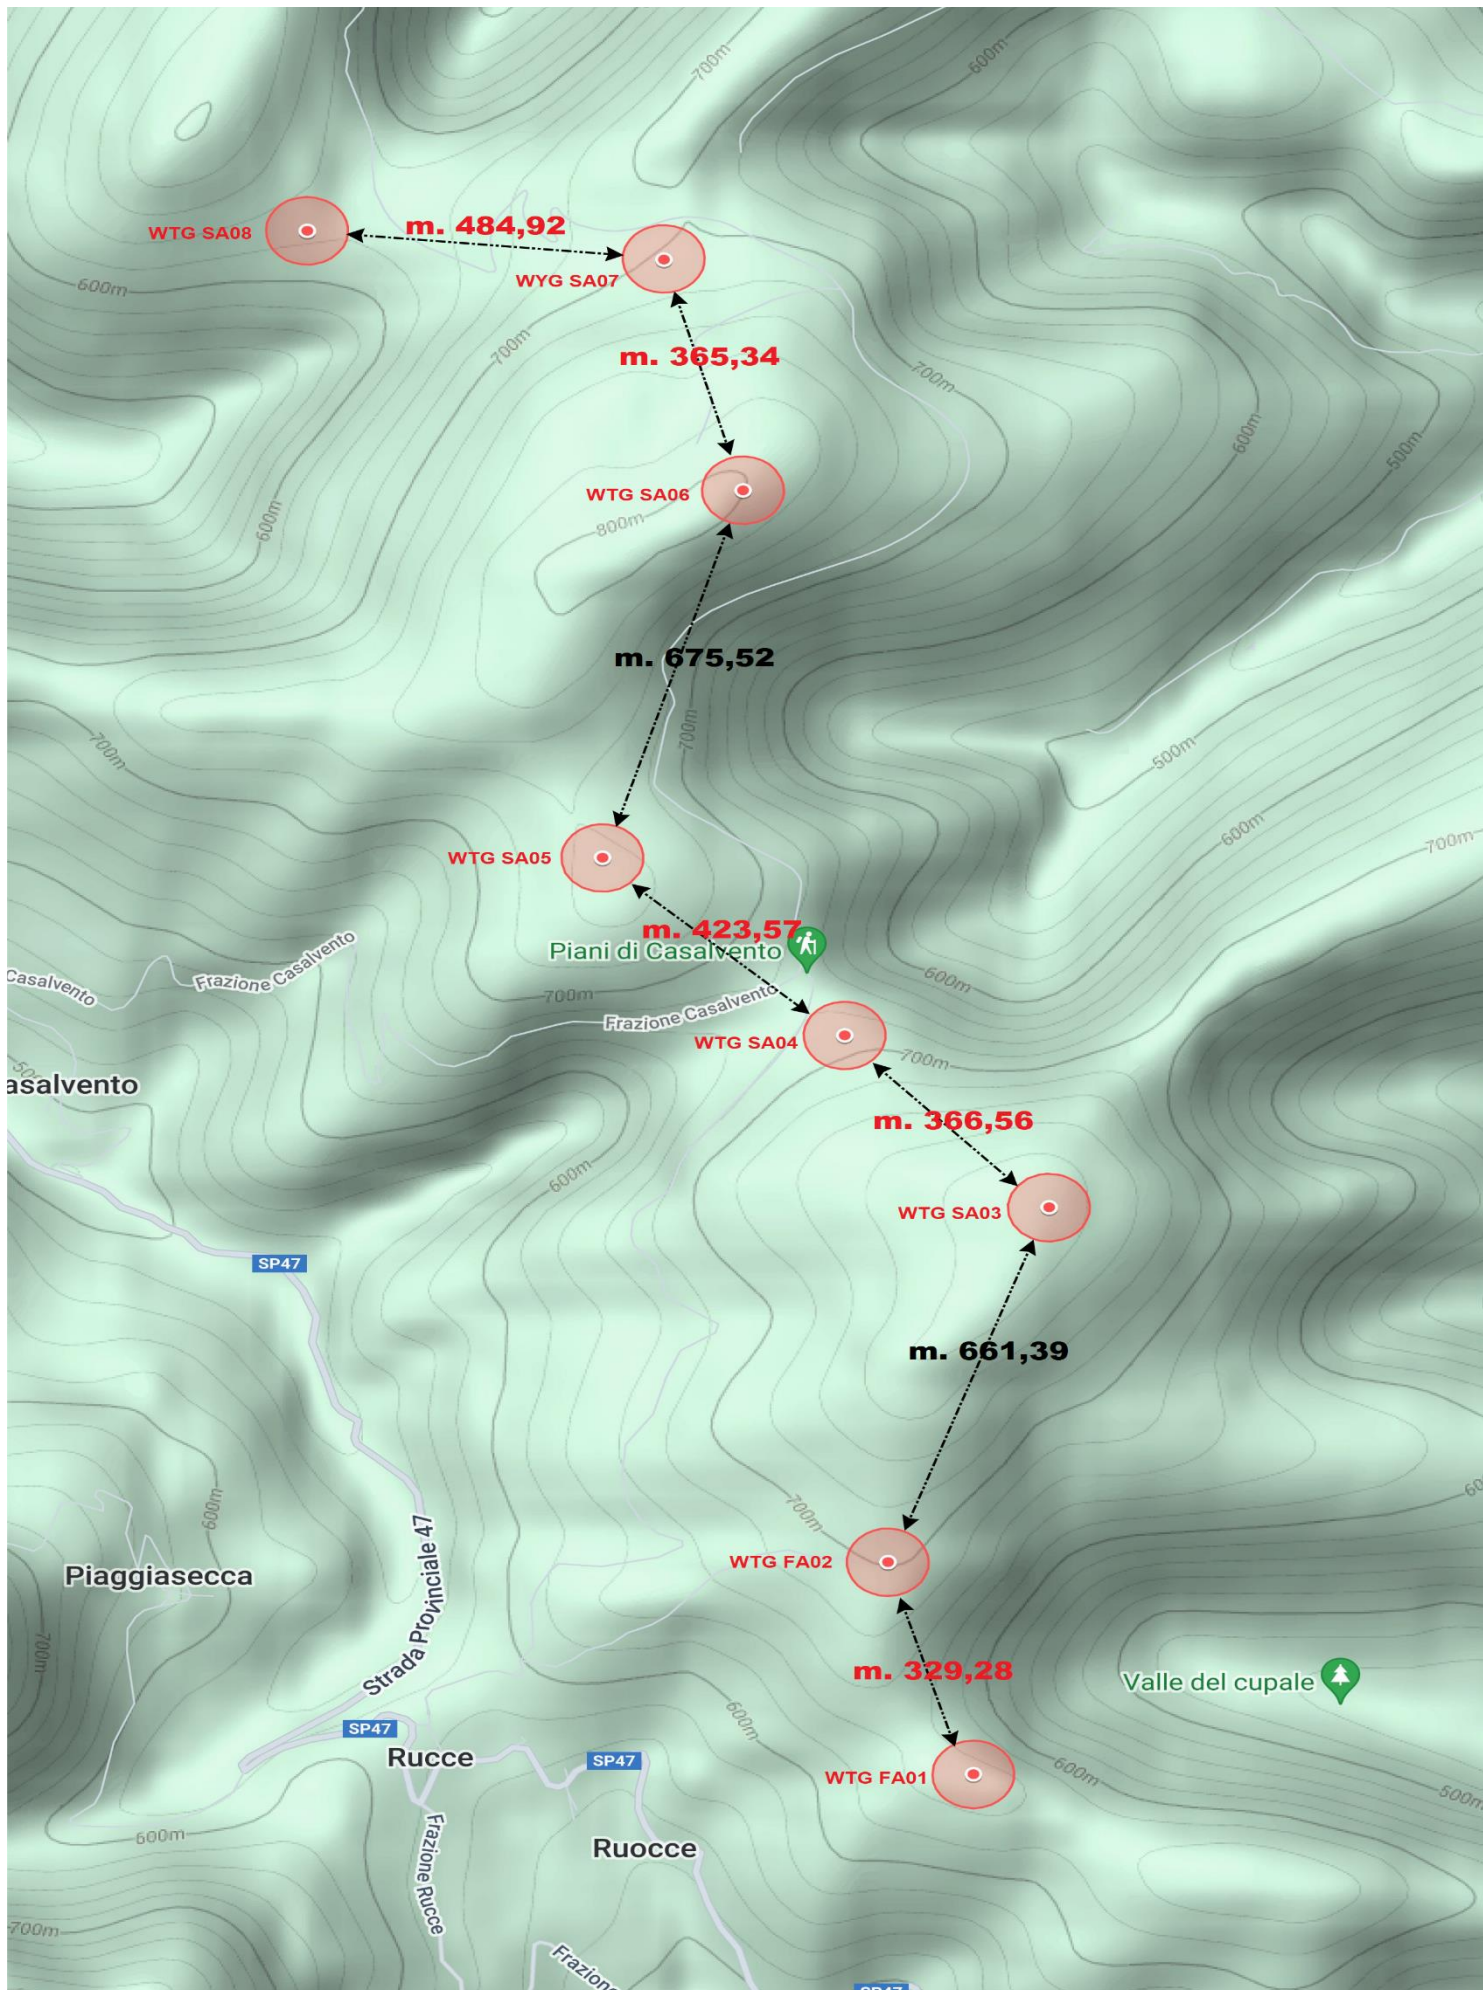 700m
600m
WTG SA08
m. 484,92
WYG SA07
600m
700m
m. 365,34
700m
600m
500m
WTG SA06
800m
600m
m. 675,52
700m
700m
500m
600m
700m
WTG SA05
m. 423,57
Piani di Casalvento
Frazione Casalvento
Casalvento
700m
Frazione Casalvento
600m
WTG SA04
700m
asalvento
m. 366,56
600m
WTG SA03
SP47
m. 661,39
700m
600m
Strada Provinciale 47
WTG FA02
Piaggiasecca
700m
m. 329,28
Valle del cupale
600m
SP47
Rucce
SP47
WTG FA01
600m
500m
600m
Ruocce
Frazione Rucce
700m
Frazione
SP47